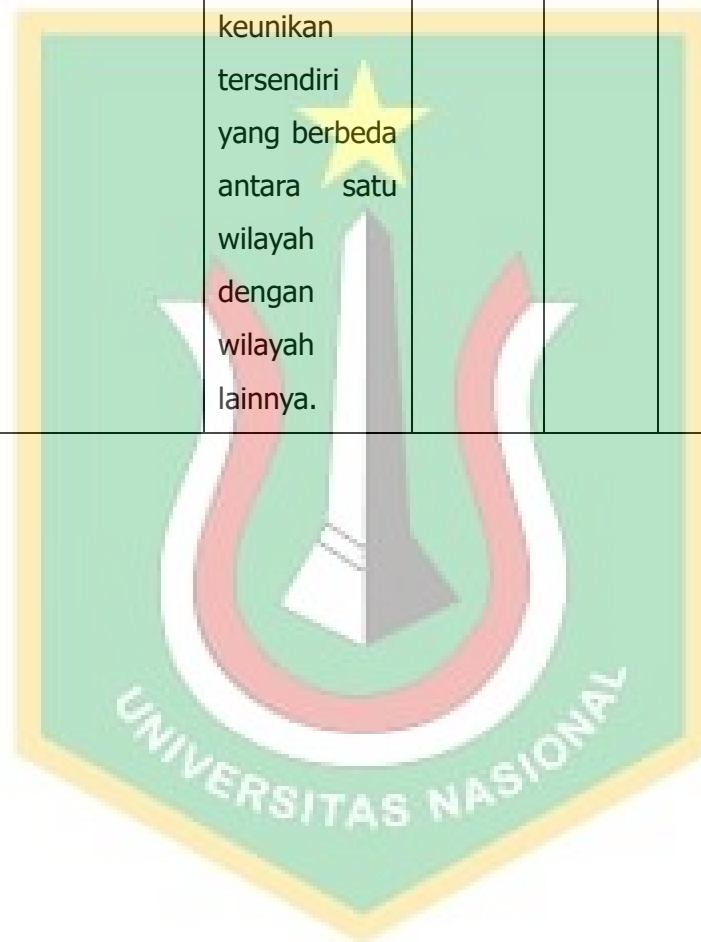 keunikan
tersendiri
yang berbeda
antara satu
wilayah
dengan
wilayah
lainnya.
UNIVERSITAS NASIONAL